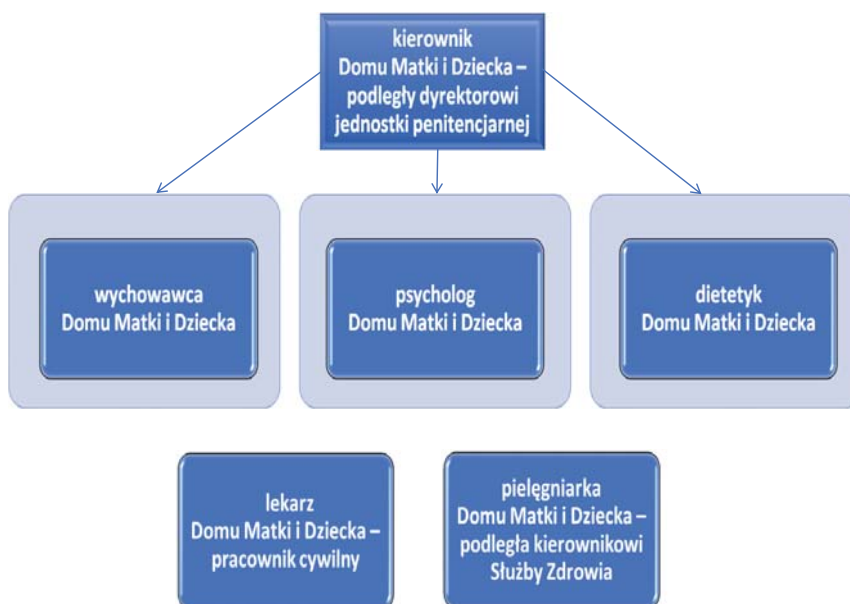 kierownik
Domu Matki i Dziecka –
podległy dyrektorowi
jednostki penitencjarnej
wychowawca
Domu Matki i Dziecka
psycholog
Domu Matki i Dziecka
dietetyk
Domu Matki i Dziecka
lekarz
Domu Matki i Dziecka –
pracownik cywilny
pielęgniarka
Domu Matki i Dziecka –
podległa kierownikowi
Służby Zdrowia